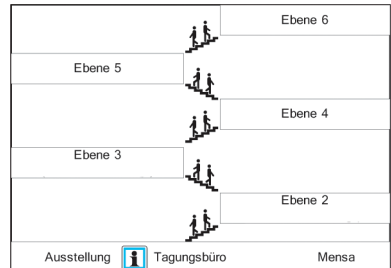 Ebene 6
Ebene 5
Ebene 4
Ebene 3
Ebene 2
Ausstellung i Tagungsbüro Mensa